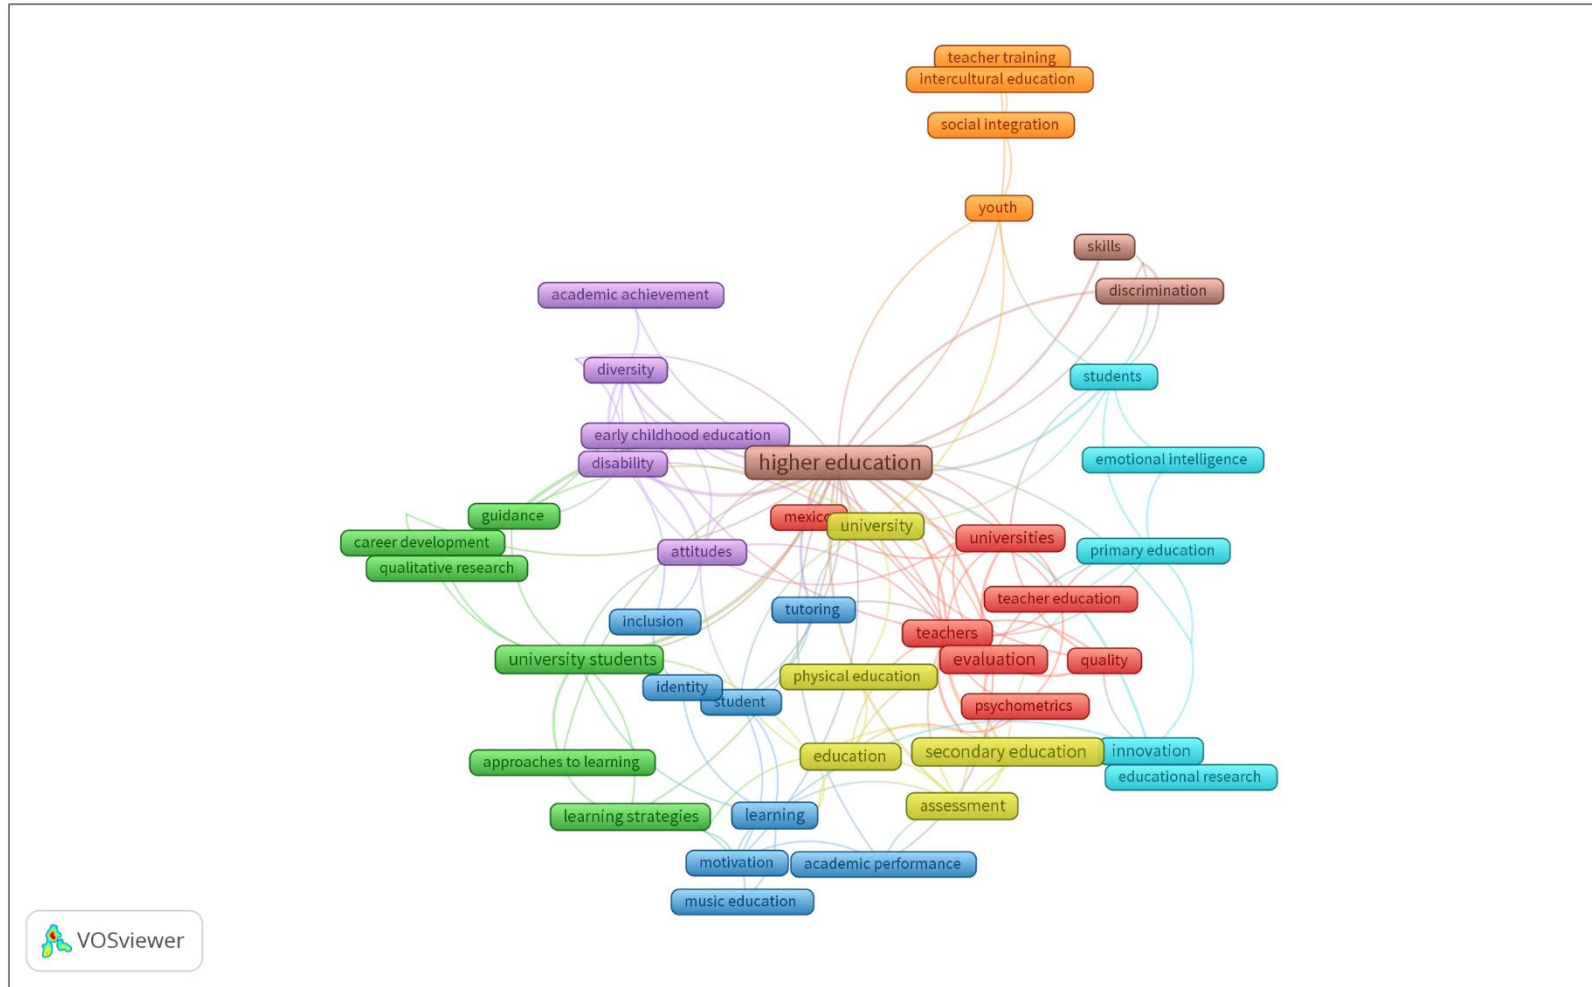 teacher training
intercultural education
social integration
youth
skills
discrimination
academic achievement
diversity
students
early childhood education
disability
higher education
emotional intelligence
guidance
mexico
university
universities
career development
qualitative research
attitudes
primary education
teacher education
tutoring
inclusion
teachers
university students
evaluation
quality
physical education
identity
student
psychometrics
education
secondary education
innovation
approaches to learning
educational research
assessment
learning strategies
learning
motivation
academic performance
music education
VOSviewer